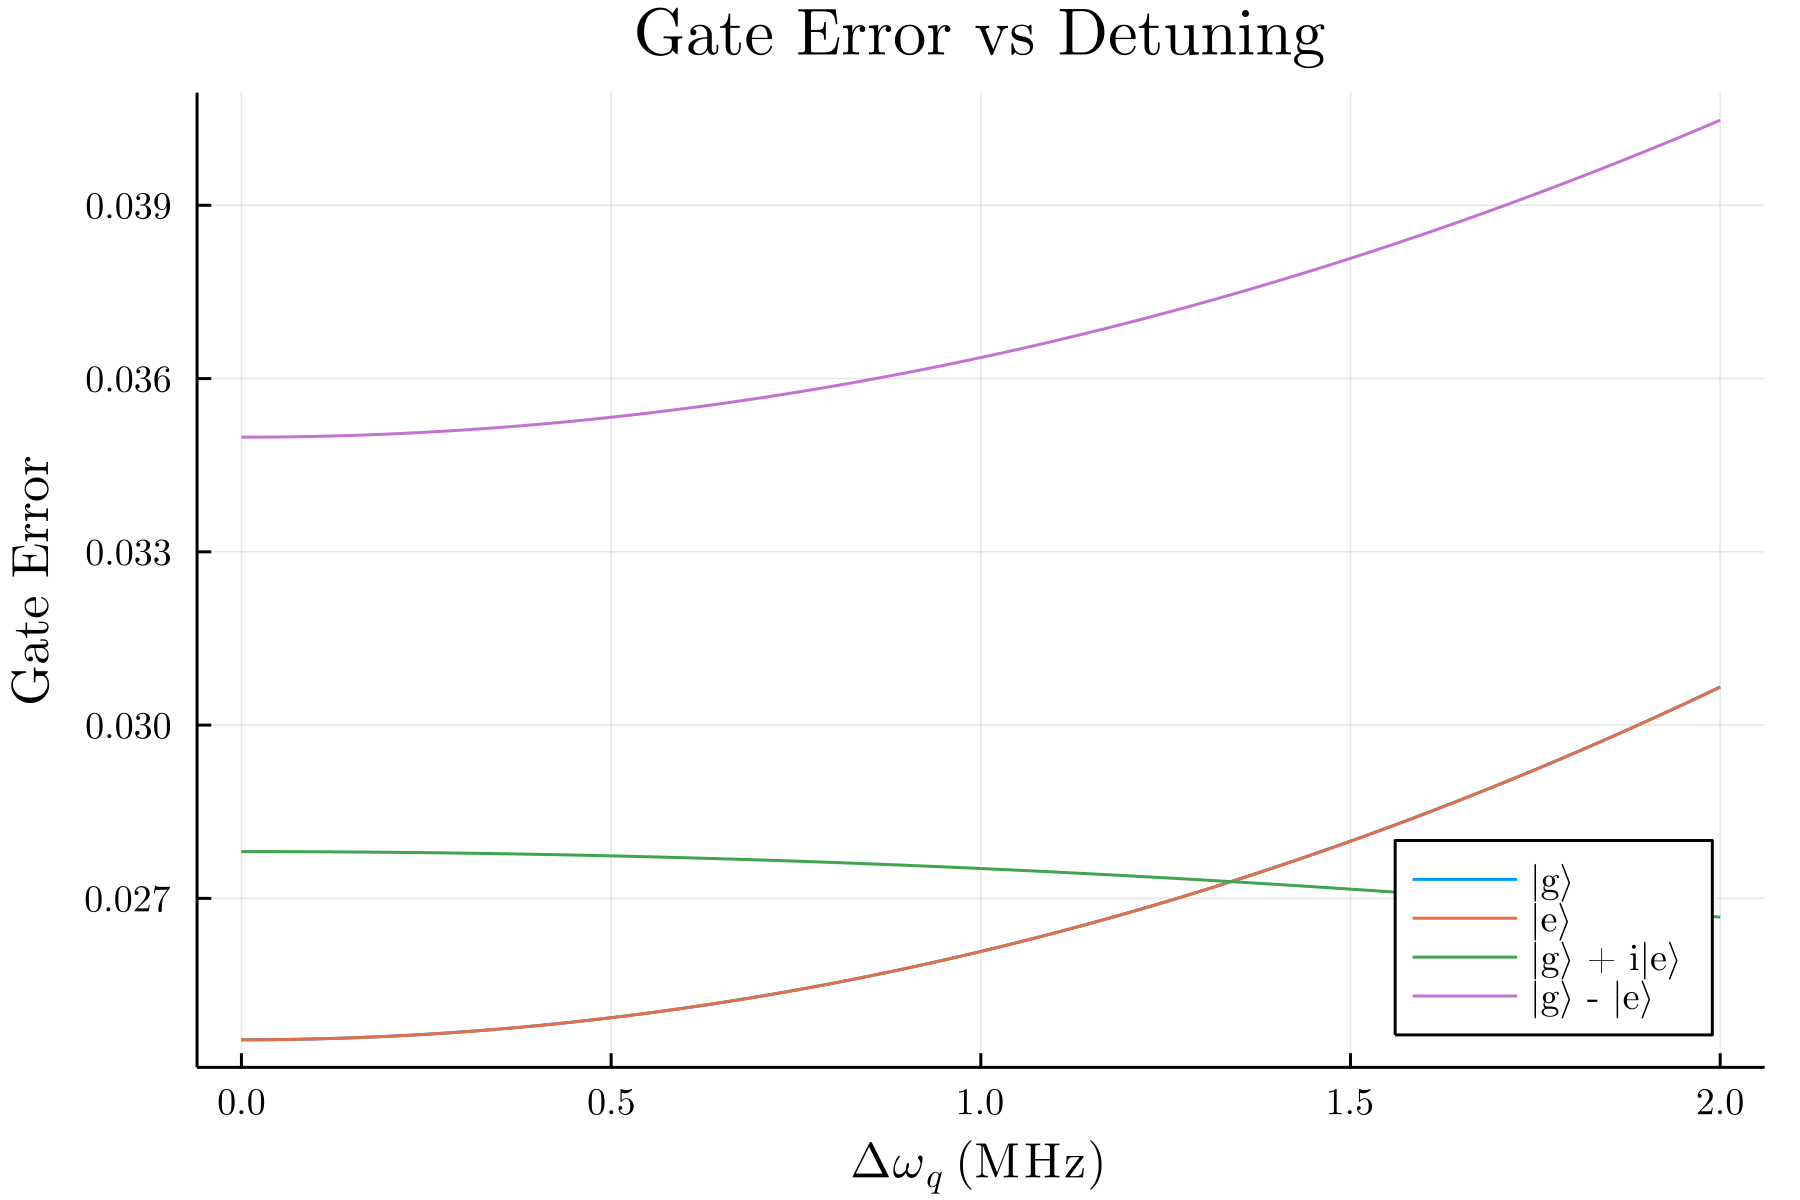 Gate Error vs Detuning
Gate Error
0.039
0.036
0.033
0.030
0.027
|g⟩
|e⟩
|g⟩ + i|e⟩
|g⟩ - |e⟩
0.0 0.5 1.0 1.5 2.0
Δω_q (MHz)